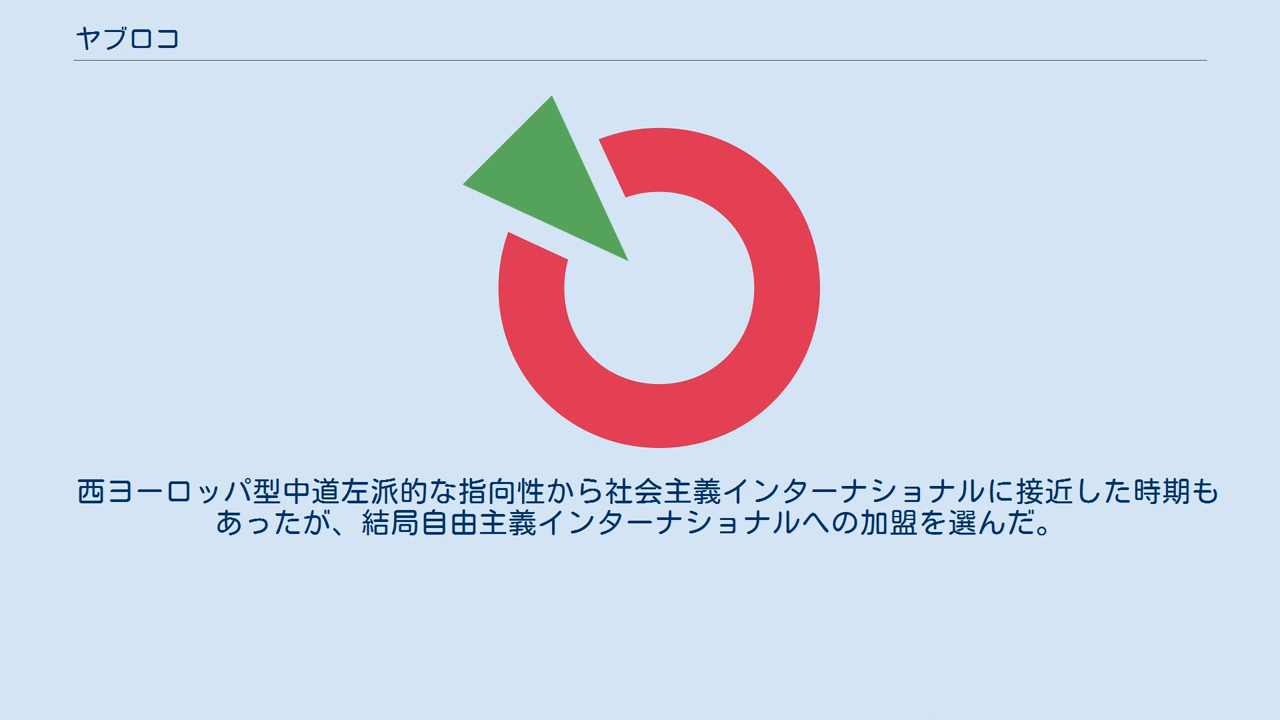 ヤブロコ
西ヨーロッパ型中道左派的な指向性から社会主義インターナショナルに接近した時期も
あったが、結局自由主義インターナショナルへの加盟を選んだ。